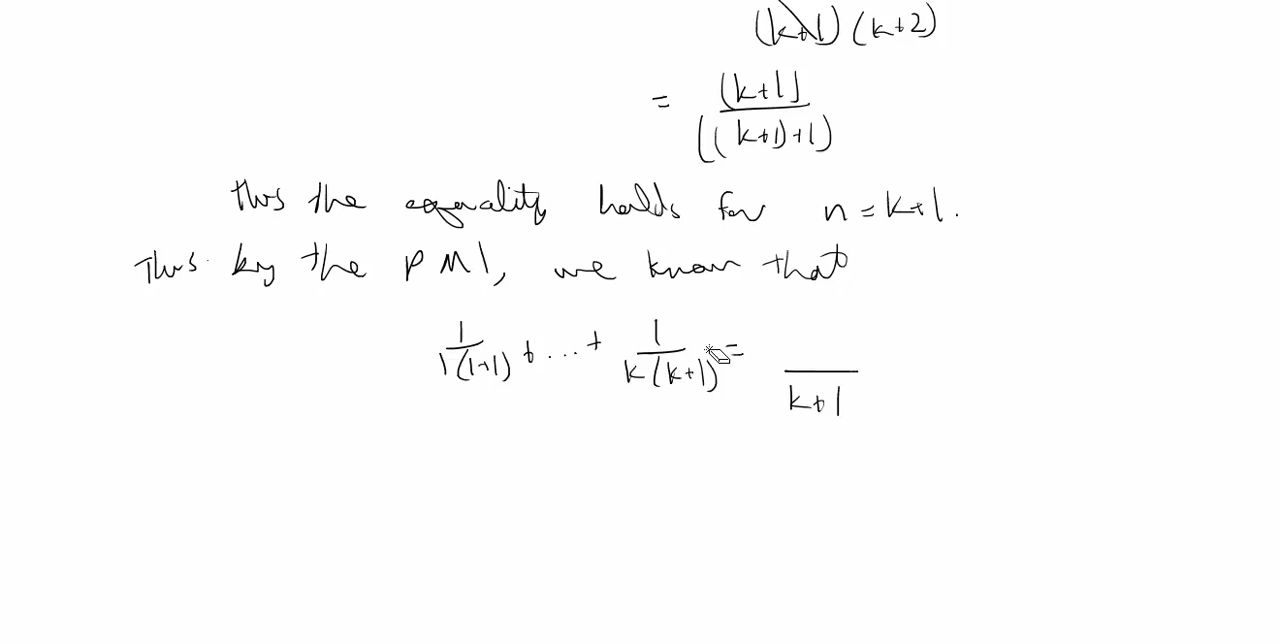 (k+1)(k+2)
= (k+1) / ((k+1)+1)
thus the equality holds for n=k+1.
Thus by the PMI, we know that
1/1(1+1) + ... + 1/k(k+1) = /k+1